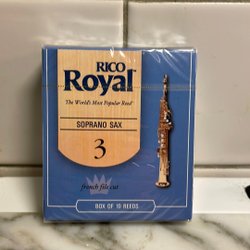 RICO
Royal
The World's Most Popular Reed
SOPRANO SAX
3
french file cut
BOX OF 10 REEDS